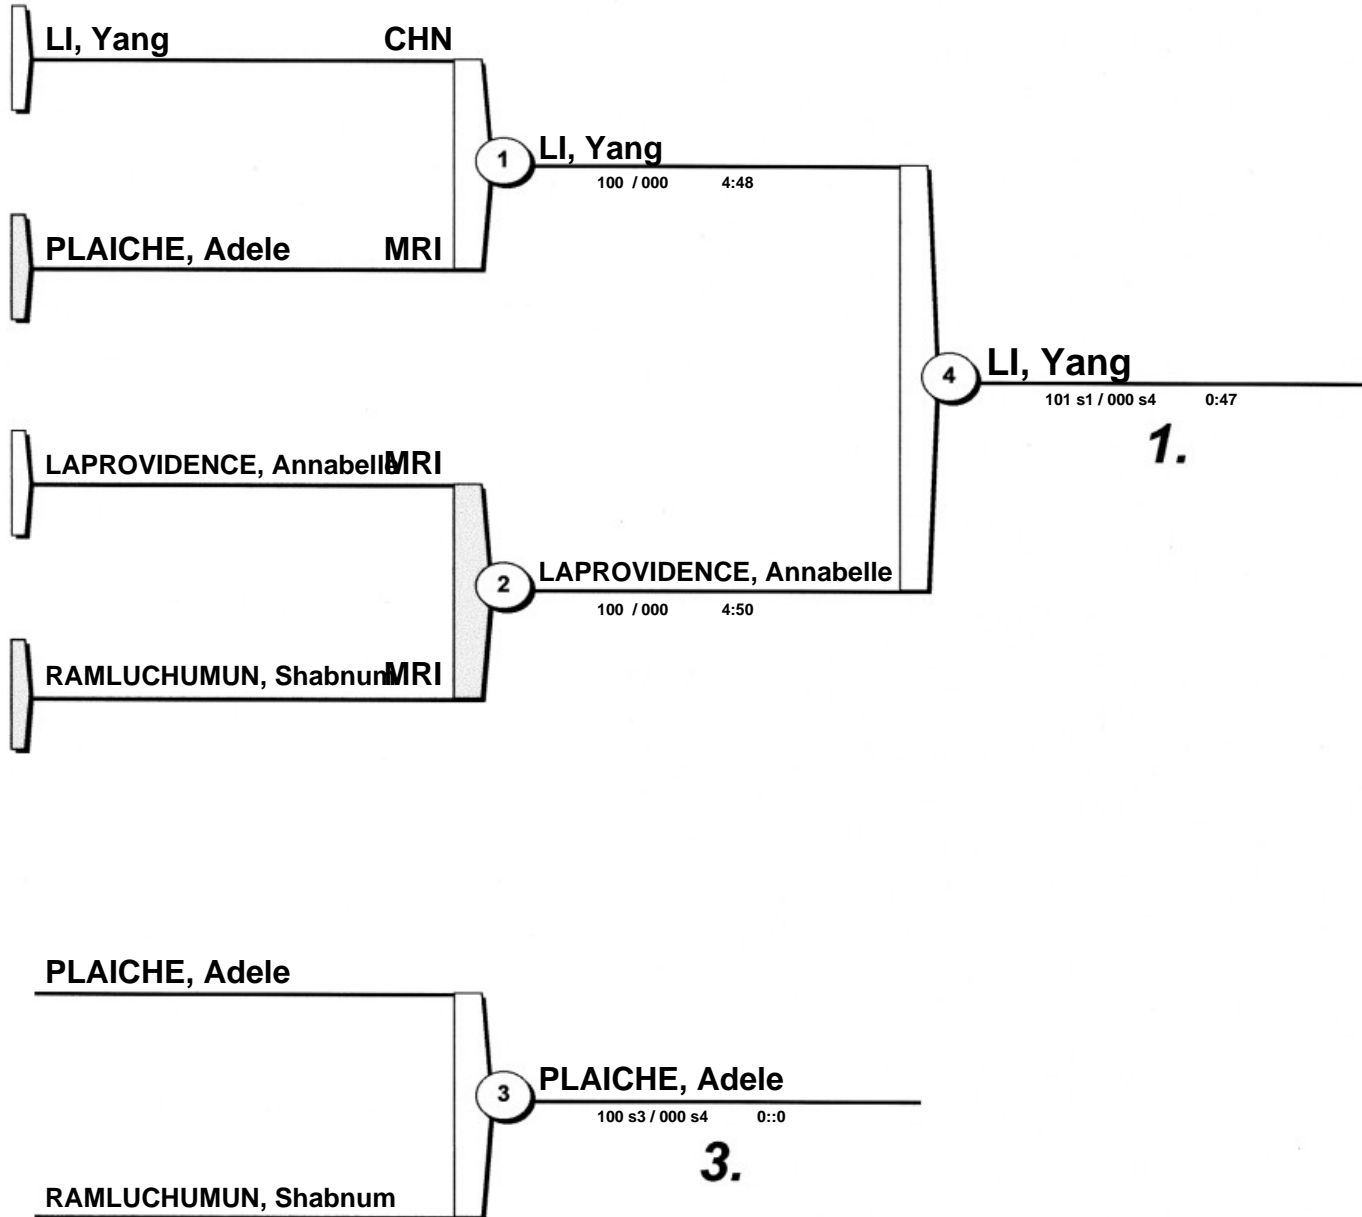 LI, Yang CHN
1 LI, Yang
100 / 000 4:48
PLAICHE, Adele MRI
4 LI, Yang
101 s1 / 000 s4 0:47
1.
LAPROVIDENCE, Annabelle MRI
2 LAPROVIDENCE, Annabelle
100 / 000 4:50
RAMLUCHUMUN, Shabnum MRI
PLAICHE, Adele
3 PLAICHE, Adele
100 s3 / 000 s4 0::0
3.
RAMLUCHUMUN, Shabnum